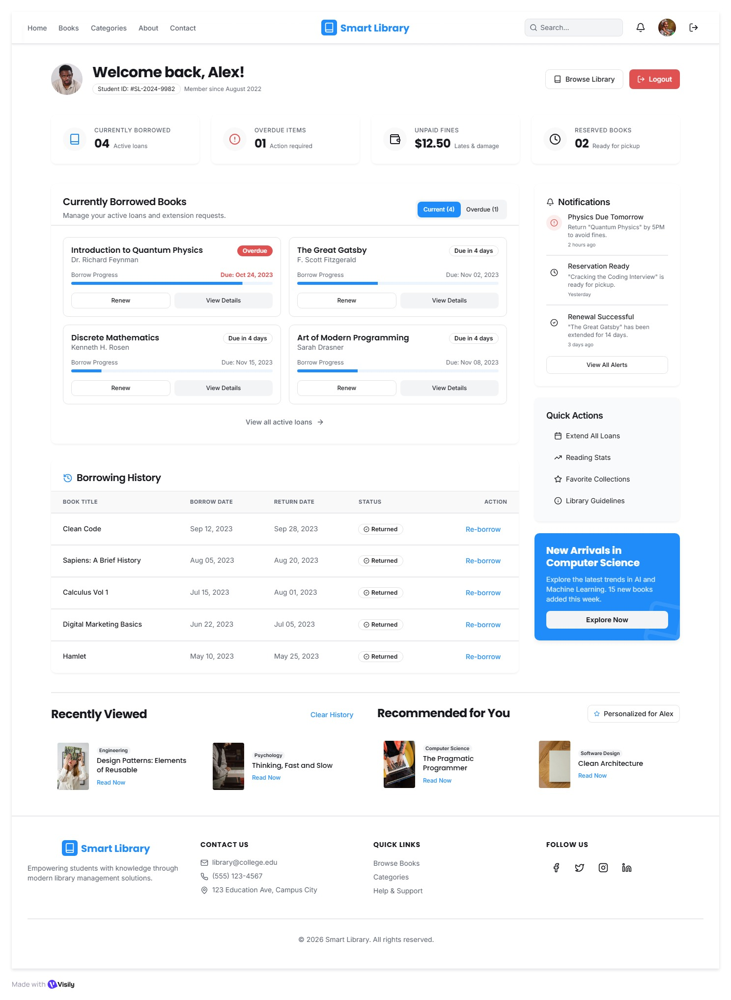 Home Books Categories About Contact
Smart Library
Search...
Welcome back, Alex!
Student ID: #SL-2024-9982 Member since August 2022
Browse Library
Logout
CURRENTLY BORROWED
04 Active loans
OVERDUE ITEMS
01 Action required
UNPAID FINES
$12.50 Lates & damage
RESERVED BOOKS
02 Ready for pickup
Currently Borrowed Books
Manage your active loans and extension requests.
Current (4) Overdue (1)
Introduction to Quantum Physics Overdue
Dr. Richard Feynman
Borrow Progress Due: Oct 24, 2023
Renew View Details
The Great Gatsby Due in 4 days
F. Scott Fitzgerald
Borrow Progress Due: Nov 02, 2023
Renew View Details
Discrete Mathematics Due in 4 days
Kenneth H. Rosen
Borrow Progress Due: Nov 15, 2023
Renew View Details
Art of Modern Programming Due in 4 days
Sarah Drasner
Borrow Progress Due: Nov 08, 2023
Renew View Details
View all active loans
Notifications
Physics Due Tomorrow
Return "Quantum Physics" by 5PM
to avoid fines.
2 hours ago
Reservation Ready
"Cracking the Coding Interview" is
ready for pickup.
Yesterday
Renewal Successful
"The Great Gatsby" has been
extended for 14 days.
3 days ago
View All Alerts
Quick Actions
Extend All Loans
Reading Stats
Favorite Collections
Library Guidelines
New Arrivals in
Computer Science
Explore the latest trends in AI and
Machine Learning. 15 new books
added this week.
Explore Now
Borrowing History
BOOK TITLE BORROW DATE RETURN DATE STATUS ACTION
Clean Code Sep 12, 2023 Sep 28, 2023 Returned Re-borrow
Sapiens: A Brief History Aug 05, 2023 Aug 20, 2023 Returned Re-borrow
Calculus Vol 1 Jul 15, 2023 Aug 01, 2023 Returned Re-borrow
Digital Marketing Basics Jun 22, 2023 Jul 05, 2023 Returned Re-borrow
Hamlet May 10, 2023 May 25, 2023 Returned Re-borrow
Recently Viewed Clear History
Engineering
Design Patterns: Elements
of Reusable
Read Now
Psychology
Thinking, Fast and Slow
Read Now
Recommended for You Personalized for Alex
Computer Science
The Pragmatic
Programmer
Read Now
Software Design
Clean Architecture
Read Now
Smart Library
Empowering students with knowledge through
modern library management solutions.
CONTACT US
library@college.edu
(555) 123-4567
123 Education Ave, Campus City
QUICK LINKS
Browse Books
Categories
Help & Support
FOLLOW US
© 2026 Smart Library. All rights reserved.
Made with Visily